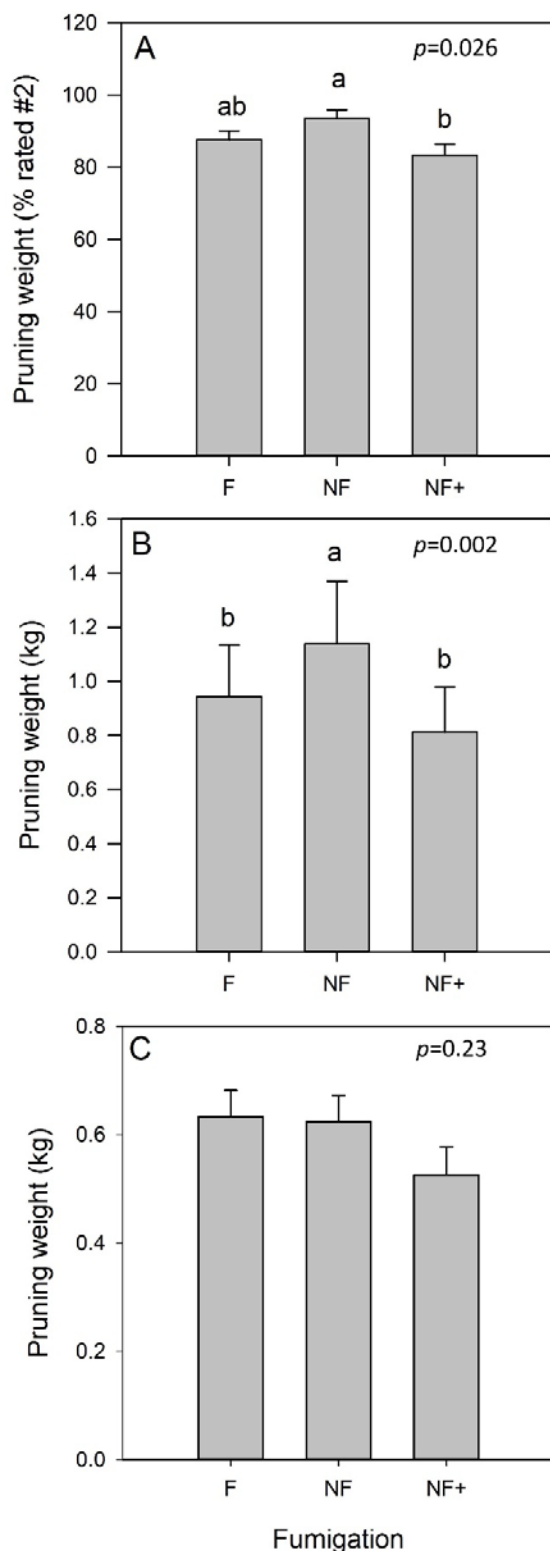 A
p=0.026
Pruning weight (% rated #2)
120
100
80
60
40
20
0
ab
a
b
F NF NF+
B
p=0.002
Pruning weight (kg)
1.6
1.4
1.2
1.0
0.8
0.6
0.4
0.2
0.0
b
a
b
F NF NF+
C
p=0.23
Pruning weight (kg)
0.8
0.6
0.4
0.2
0.0
F NF NF+
Fumigation